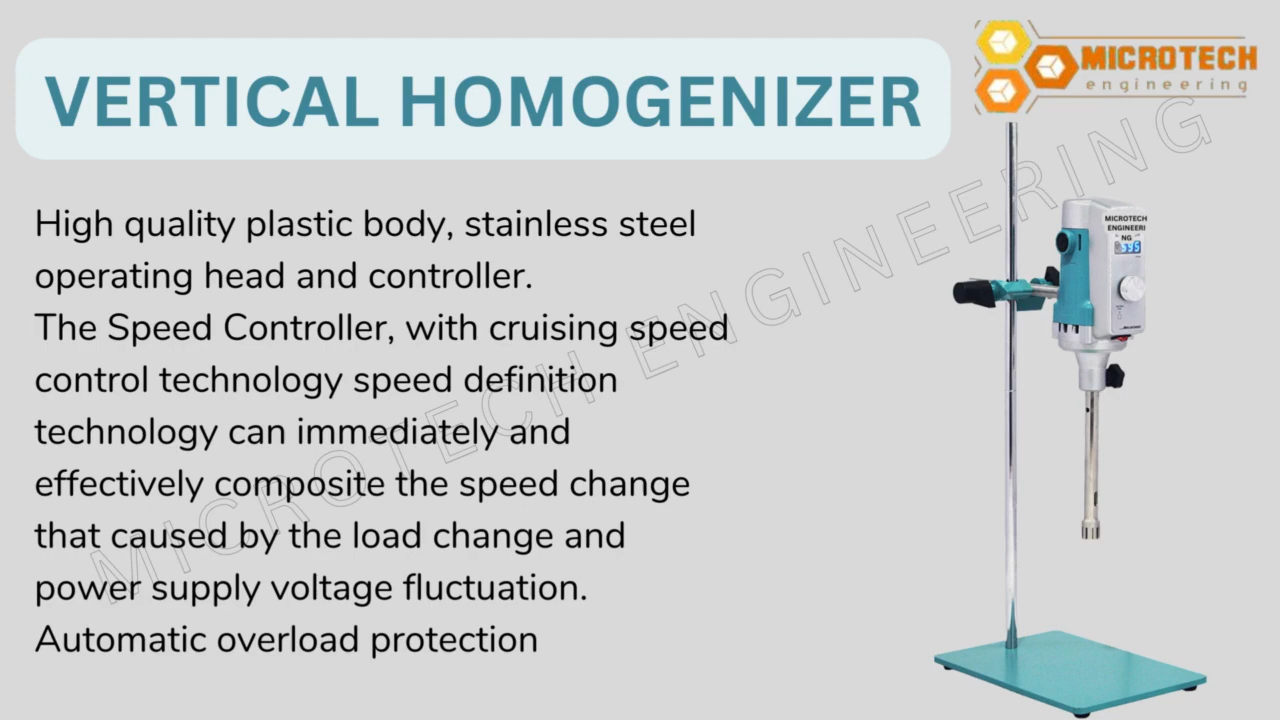 VERTICAL HOMOGENIZER
MICROTECH
engineering
High quality plastic body, stainless steel
operating head and controller.
The Speed Controller, with cruising speed
control technology speed definition
technology can immediately and
effectively composite the speed change
that caused by the load change and
power supply voltage fluctuation.
Automatic overload protection
MICROTECH
ENGINEERI
NG
MICROTECH ENGINEERING